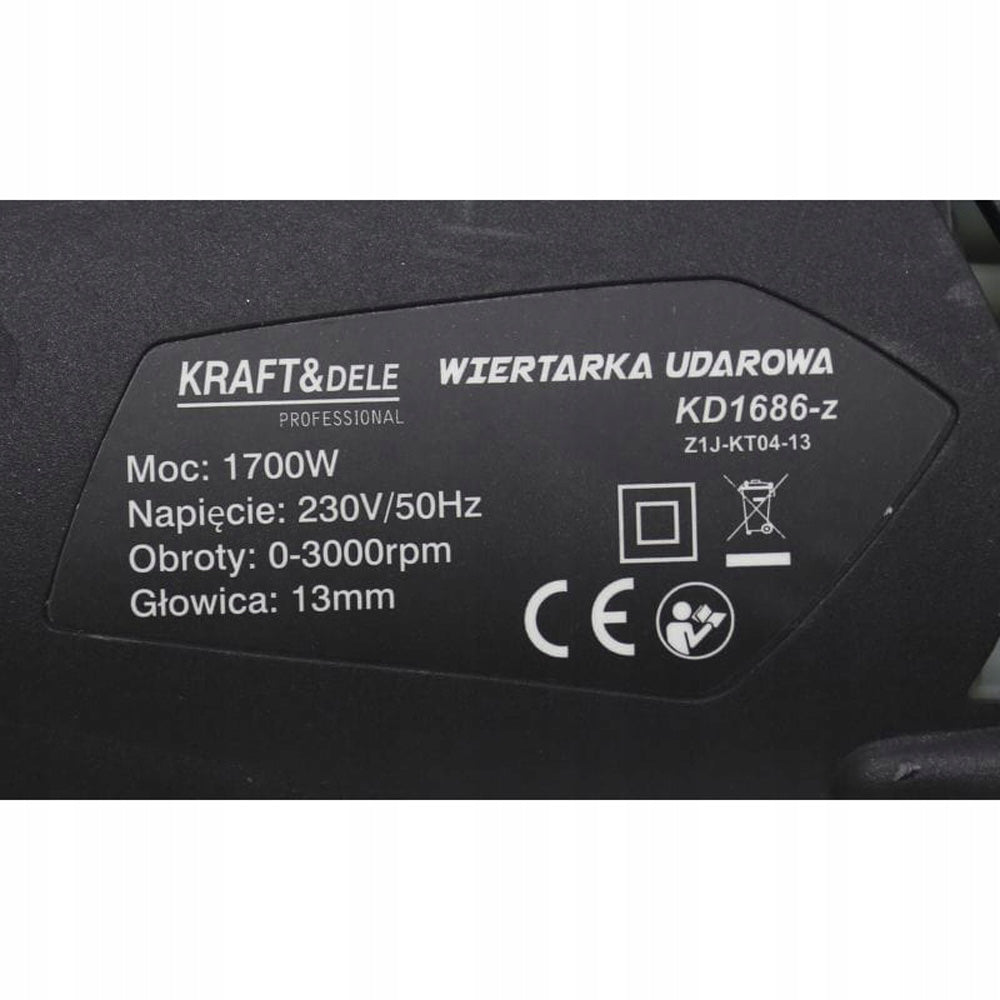 KRAFT&DELE
PROFESSIONAL
WIERTARKA UDAROWA
KD1686-z
Z1J-KT04-13
Moc: 1700W
Napięcie: 230V/50Hz
Obroty: 0-3000rpm
Głowica: 13mm
CE